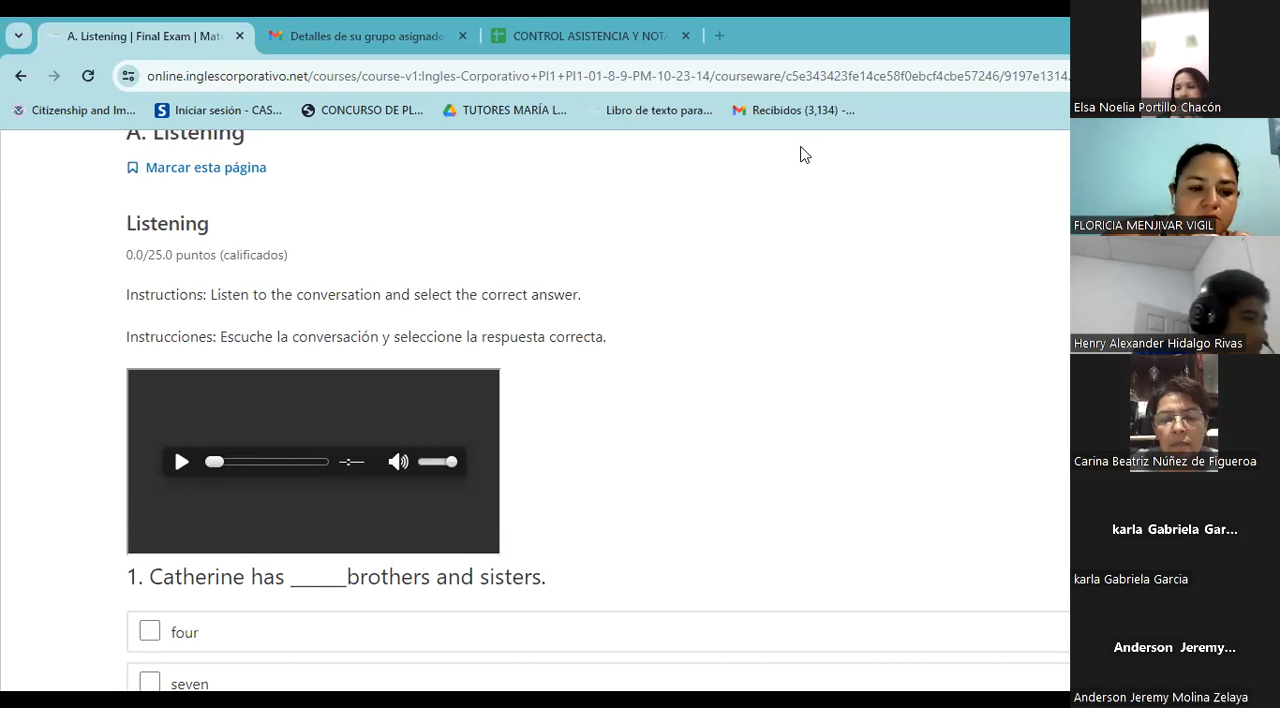 A. Listening | Final Exam | Mate
Detalles de su grupo asignado
CONTROL ASISTENCIA Y NOTA
online.inglescorporativo.net/courses/course-v1:Ingles-Corporativo+PI1+PI1-01-8-9-PM-10-23-14/courseware/c5e343423fe14ce58f0ebcf4cbe57246/9197e1314.
Citizenship and Im...
Iniciar sesión - CAS...
CONCURSO DE PL...
TUTORES MARÍA L...
Libro de texto para...
Recibidos (3,134) -...
A. Listening
Marcar esta página
Listening
0.0/25.0 puntos (calificados)
Instructions: Listen to the conversation and select the correct answer.
Instrucciones: Escuche la conversación y seleccione la respuesta correcta.
1. Catherine has ______brothers and sisters.
four
seven
Elsa Noelia Portillo Chacón
FLORICIA MENJIVAR VIGIL
Henry Alexander Hidalgo Rivas
Carina Beatriz Núñez de Figueroa
karla Gabriela Gar...
karla Gabriela Garcia
Anderson Jeremy...
Anderson Jeremy Molina Zelaya